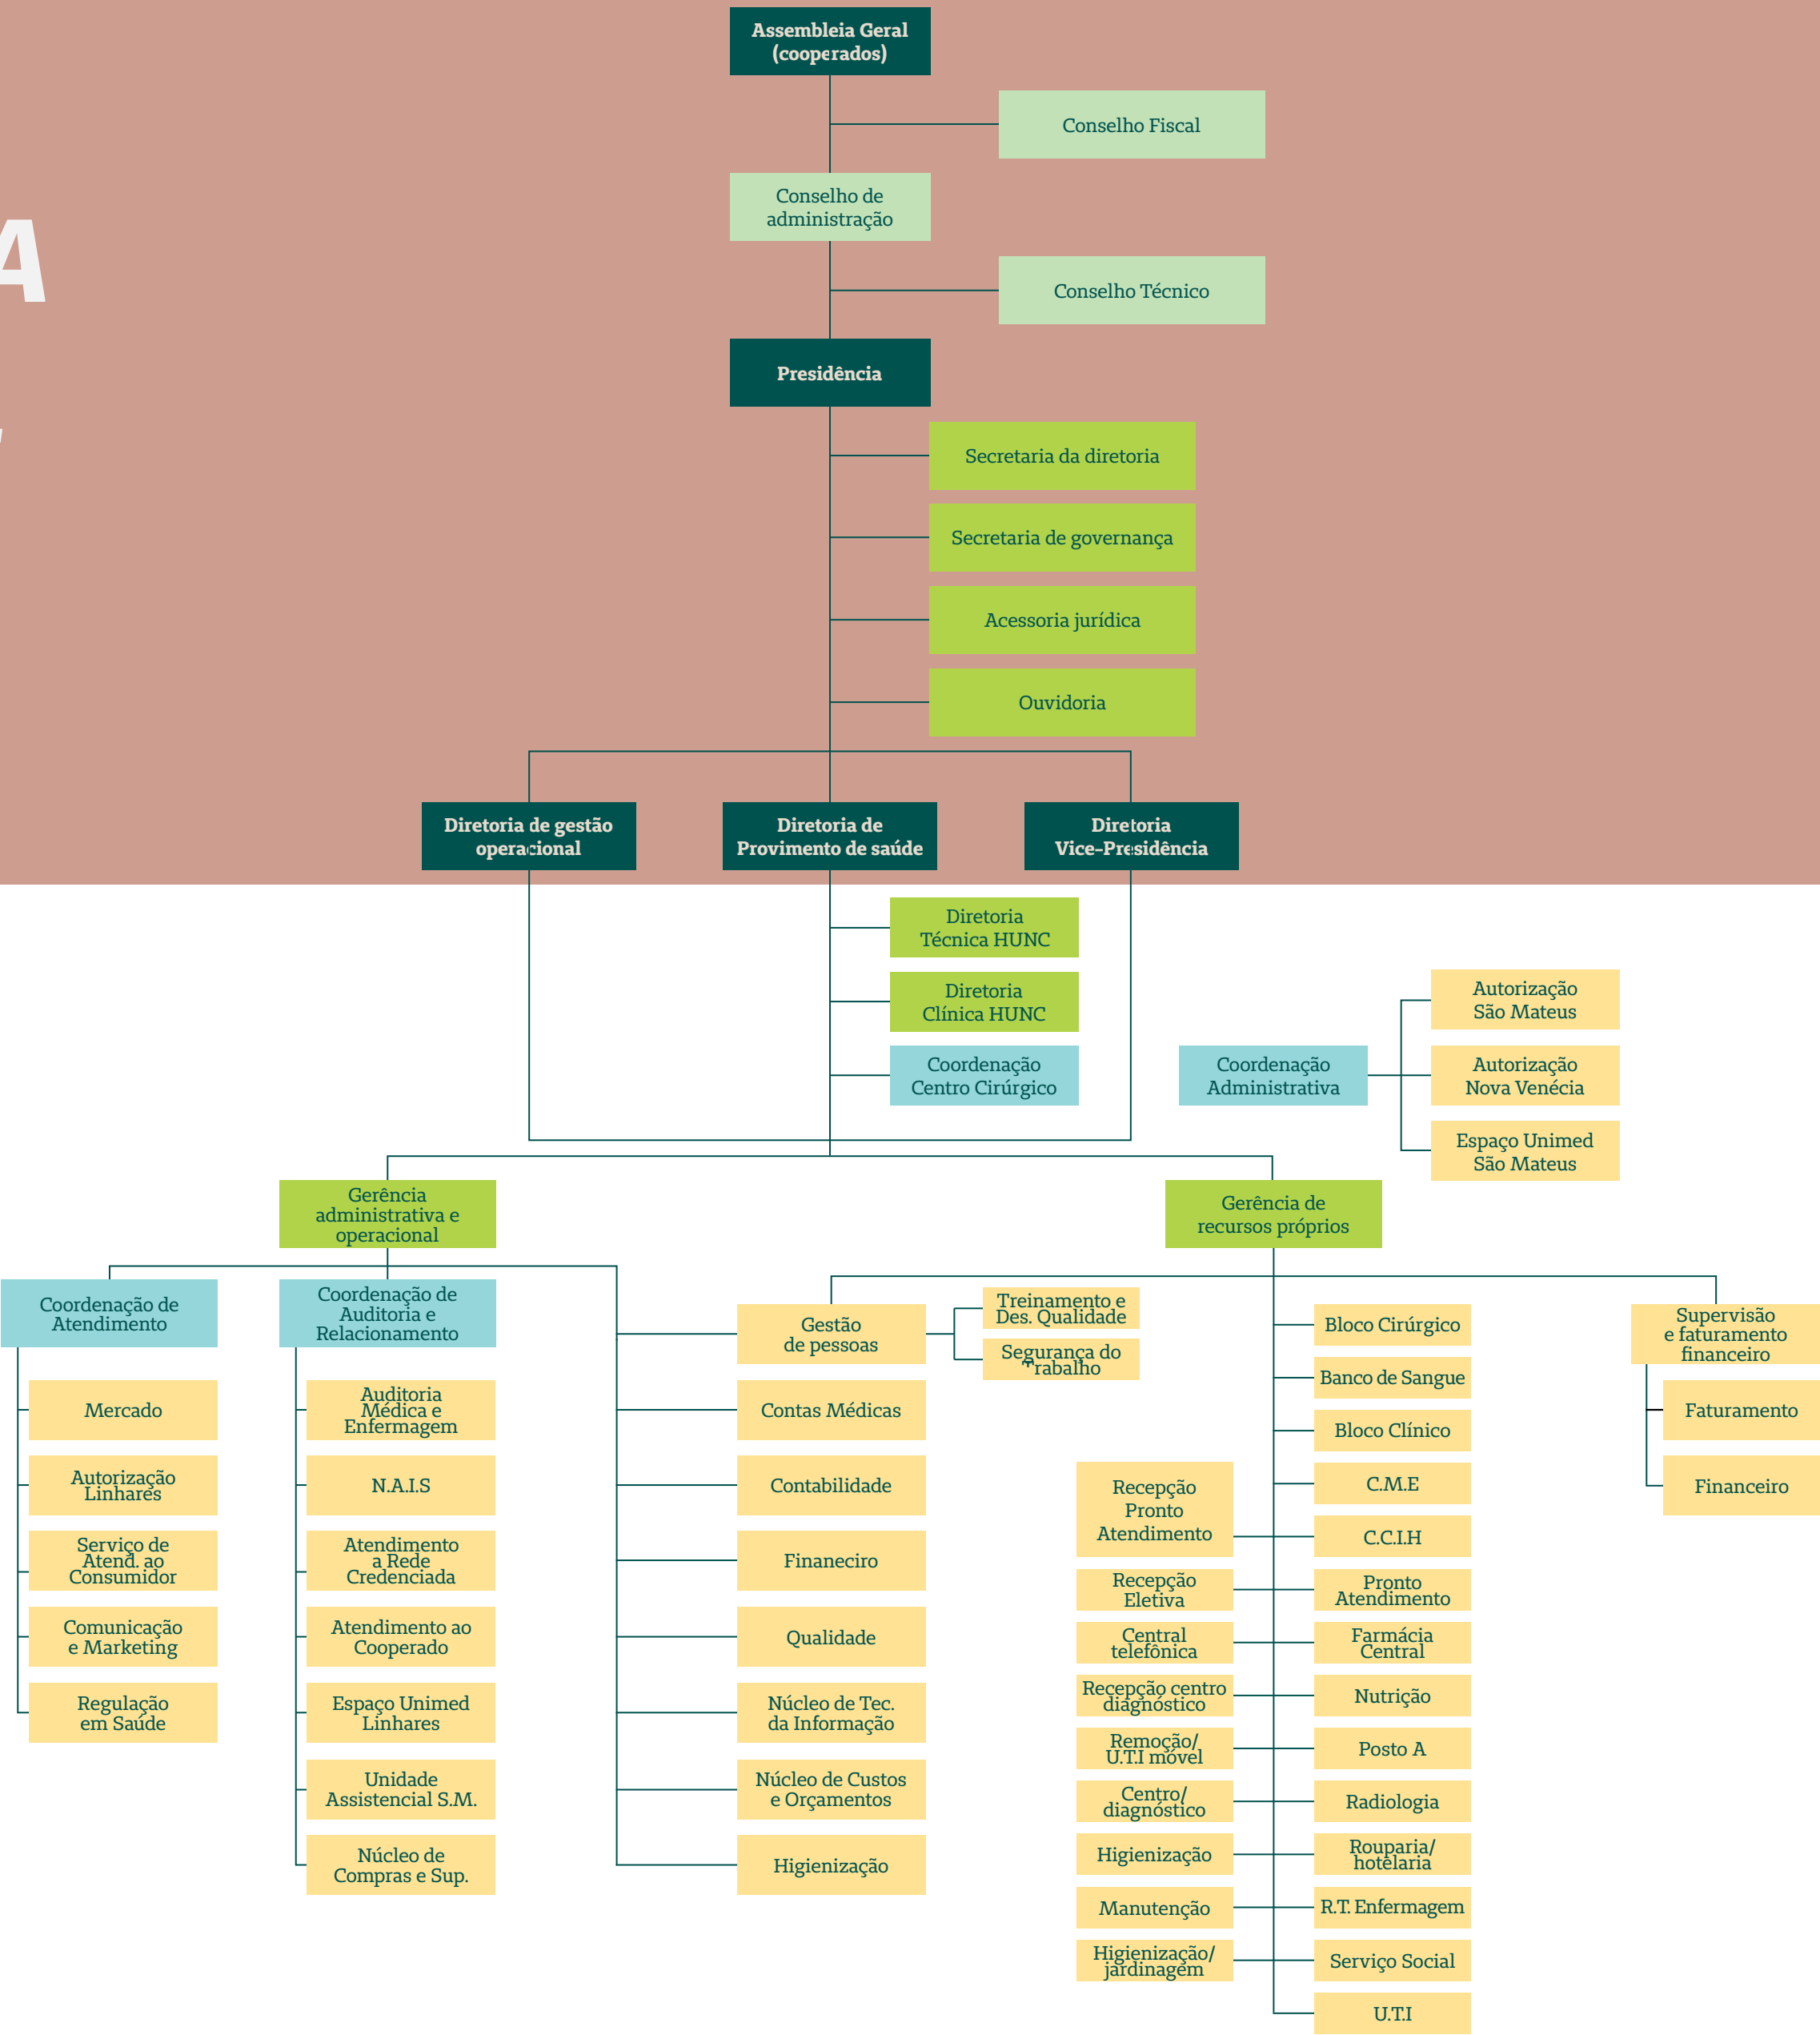 Assembleia Geral
(cooperados)
Conselho Fiscal
Conselho de
administração
A
Conselho Técnico
Presidência
Secretaria da diretoria
Secretaria de governança
Acessoria jurídica
Ouvidoria
Diretoria de gestão
operacional
Diretoria de
Provimento de saúde
Diretoria
Vice-Presidência
Diretoria
Técnica HUNC
Diretoria
Clínica HUNC
Coordenação
Centro Cirúrgico
Coordenação
Administrativa
Autorização
São Mateus
Autorização
Nova Venécia
Espaço Unimed
São Mateus
Gerência
administrativa e
operacional
Gerência de
recursos próprios
Coordenação de
Atendimento
Mercado
Autorização
Linhares
Serviço de
Atend. ao
Consumidor
Comunicação
e Marketing
Regulação
em Saúde
Coordenação de
Auditoria e
Relacionamento
Auditoria
Médica e
Enfermagem
N.A.I.S
Atendimento
a Rede
Credenciada
Atendimento ao
Cooperado
Espaço Unimed
Linhares
Unidade
Assistencial S.M.
Núcleo de
Compras e Sup.
Gestão
de pessoas
Treinamento e
Des. Qualidade
Segurança do
Trabalho
Contas Médicas
Contabilidade
Finaneciro
Qualidade
Núcleo de Tec.
da Informação
Núcleo de Custos
e Orçamentos
Higienização
Recepção
Pronto
Atendimento
Recepção
Eletiva
Central
telefônica
Recepção centro
diagnóstico
Remoção/
U.T.I móvel
Centro/
diagnóstico
Higienização
Manutenção
Higienização/
jardinagem
Bloco Cirúrgico
Banco de Sangue
Bloco Clínico
C.M.E
C.C.I.H
Pronto
Atendimento
Farmácia
Central
Nutrição
Posto A
Radiologia
Rouparia/
hotelaria
R.T. Enfermagem
Serviço Social
U.T.I
Supervisão
e faturamento
financeiro
Faturamento
Financeiro